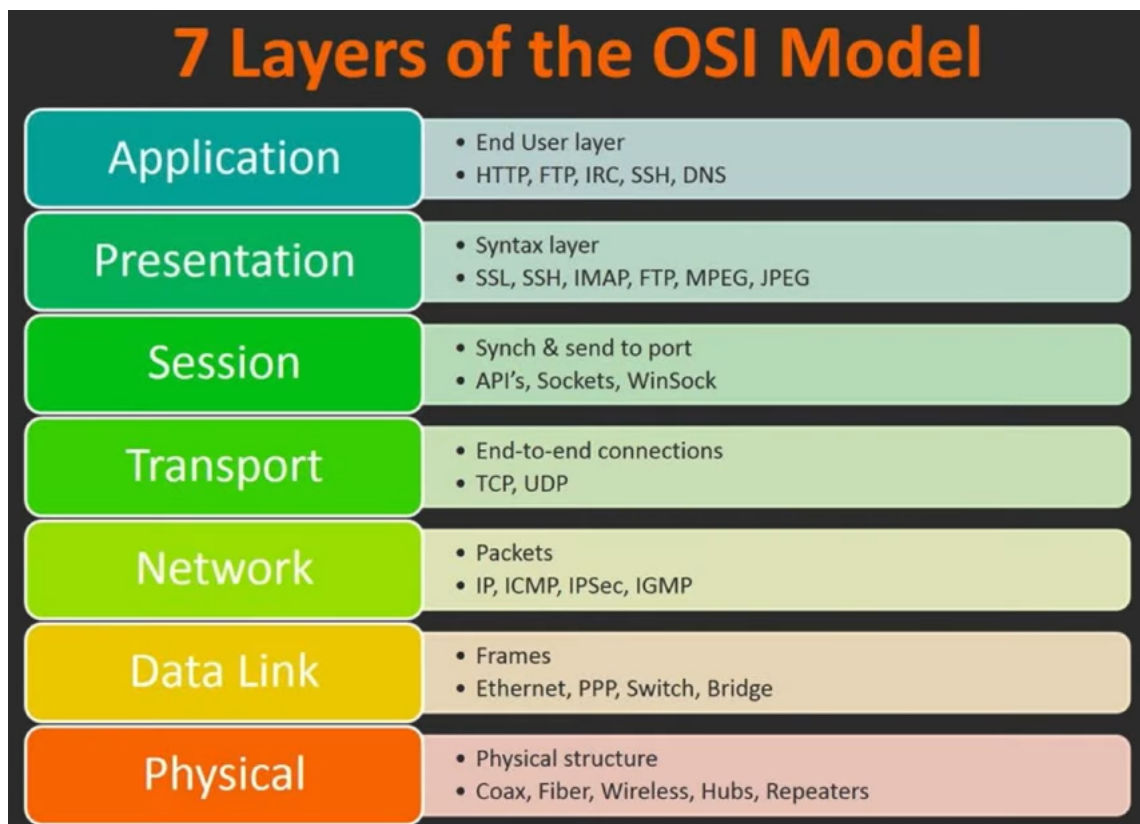 7 Layers of the OSI Model
Application
• End User layer
• HTTP, FTP, IRC, SSH, DNS
Presentation
• Syntax layer
• SSL, SSH, IMAP, FTP, MPEG, JPEG
Session
• Synch & send to port
• API's, Sockets, WinSock
Transport
• End-to-end connections
• TCP, UDP
Network
• Packets
• IP, ICMP, IPSec, IGMP
Data Link
• Frames
• Ethernet, PPP, Switch, Bridge
Physical
• Physical structure
• Coax, Fiber, Wireless, Hubs, Repeaters